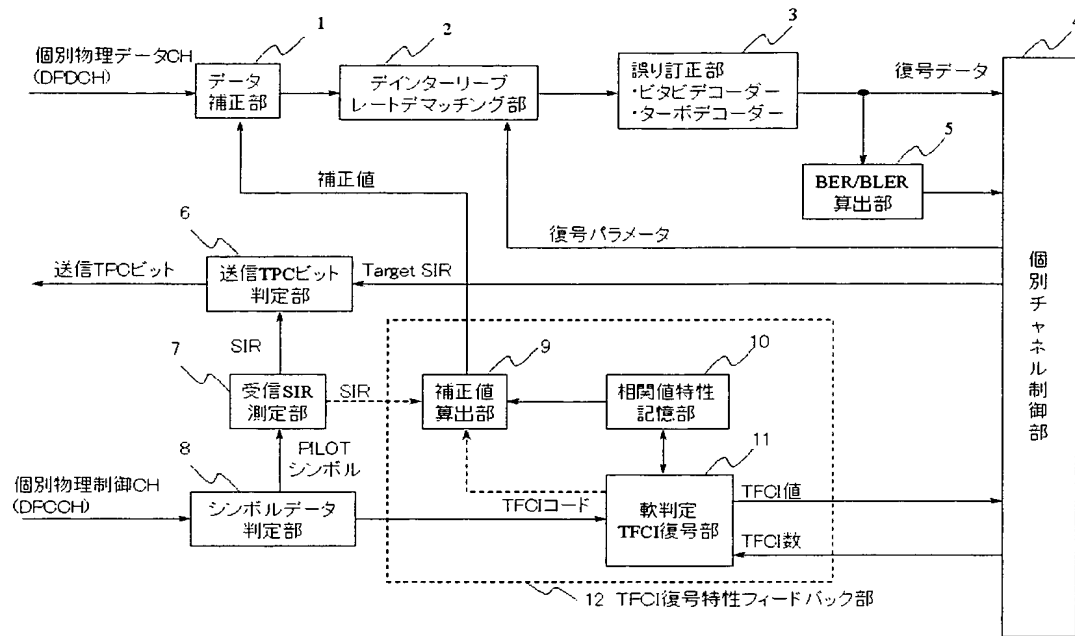 1
2
3
4
個別物理データCH
(DPDCH)
データ
補正部
デインターリーブ
レートデマッチング部
誤り訂正部
・ビタビデコーダー
・ターボデコーダー
復号データ
5
BER/BLER
算出部
補正値
復号パラメータ
6
送信TPCビット
送信TPCビット
判定部
Target SIR
個別チャネル制御部
SIR
7
受信SIR
測定部
SIR
9
補正値
算出部
10
相関値特性
記憶部
PILOT
シンボル
8
11
個別物理制御CH
(DPCCH)
シンボルデータ
判定部
TFCIコード
軟判定
TFCI復号部
TFCI値
TFCI数
12 TFCI復号特性フィードバック部